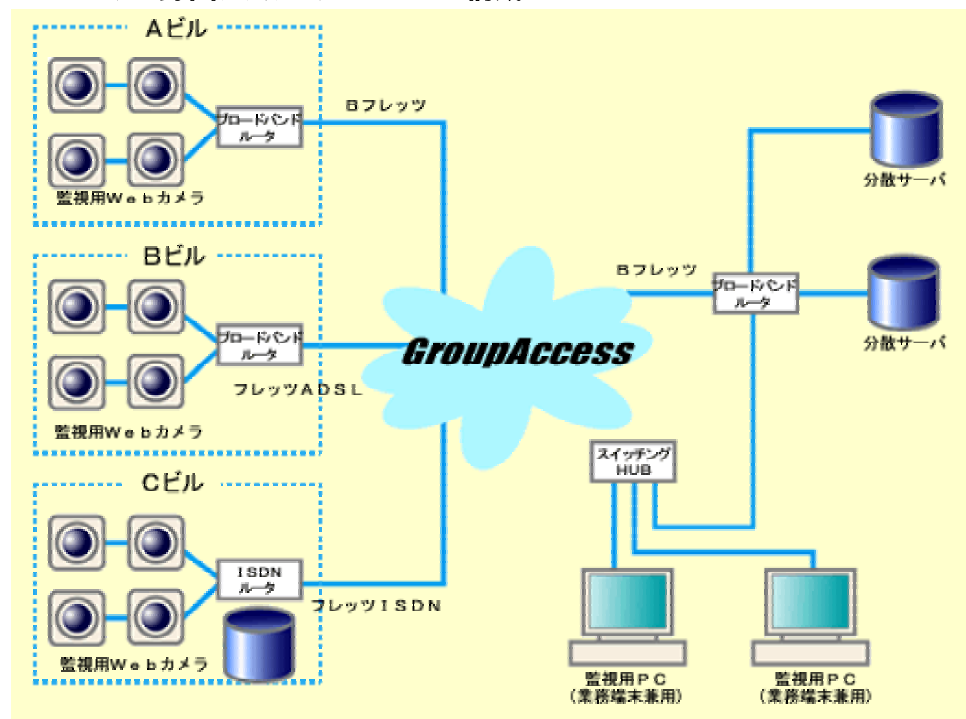 Aビル
Bフレッツ
ブロードバンド
ルータ
監視用Webカメラ
分散サーバ
Bビル
Bフレッツ
ブロードバンド
ルータ
ブロードバンド
ルータ
GroupAccess
分散サーバ
フレッツADSL
監視用Webカメラ
スイッチング
HUB
Cビル
ISDN
ルータ
フレッツISDN
監視用Webカメラ
監視用PC
(業務端末兼用)
監視用PC
(業務端末兼用)